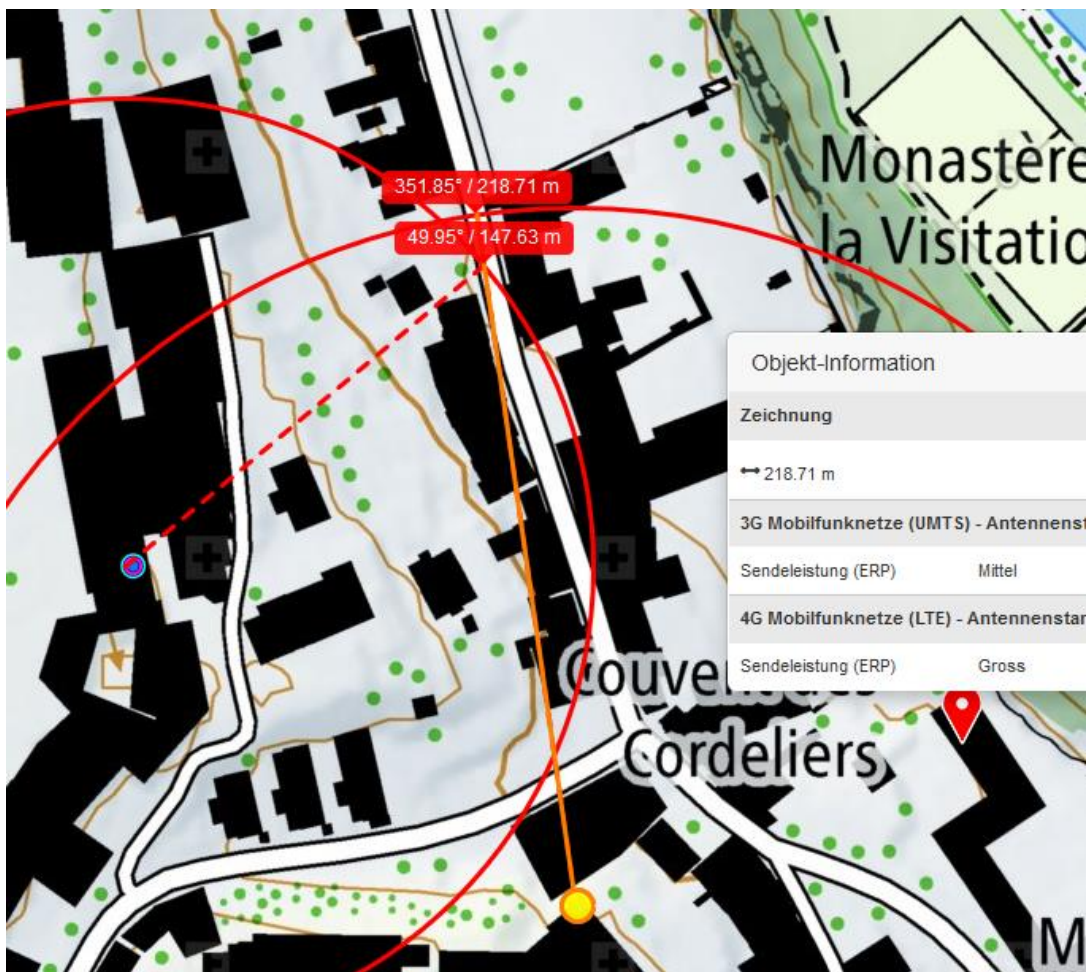 Monastère
la Visitatio
351.85° / 218.71 m
49.95° / 147.63 m
Objekt-Information
Zeichnung
218.71 m
3G Mobilfunknetze (UMTS) - Antennenst
Sendeleistung (ERP) Mittel
4G Mobilfunknetze (LTE) - Antennenstan
Sendeleistung (ERP) Gross
Couvent des
Cordeliers
M